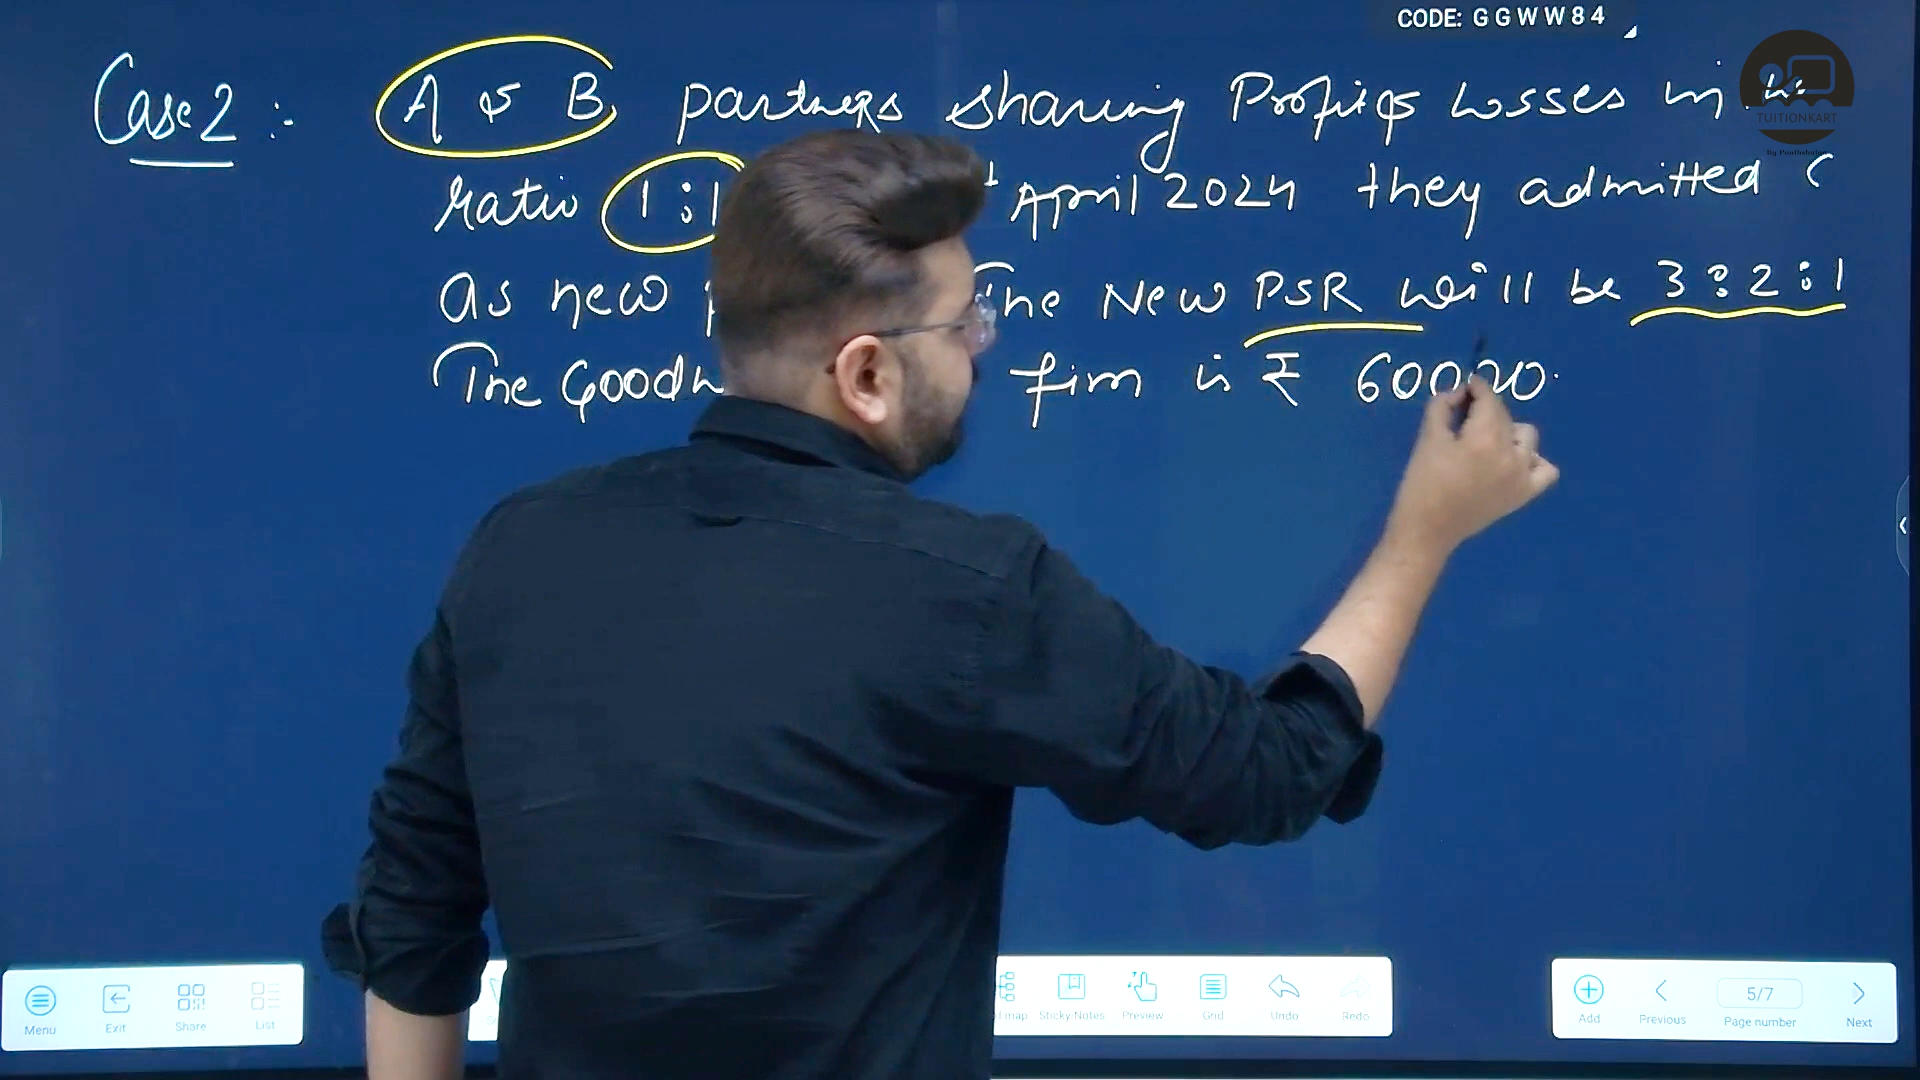 CODE: GGWW84
TUITIONKART
Case 2 :- A & B partners sharing Profit & Losses in
ratio 1:1 April 2024 they admitted C
as new The New PSR will be 3:2:1
The Goodw firm is ₹ 60000.
Menu Exit Share List Sticky Notes Preview Grid Undo Redo Add Previous 5/7 Page number Next